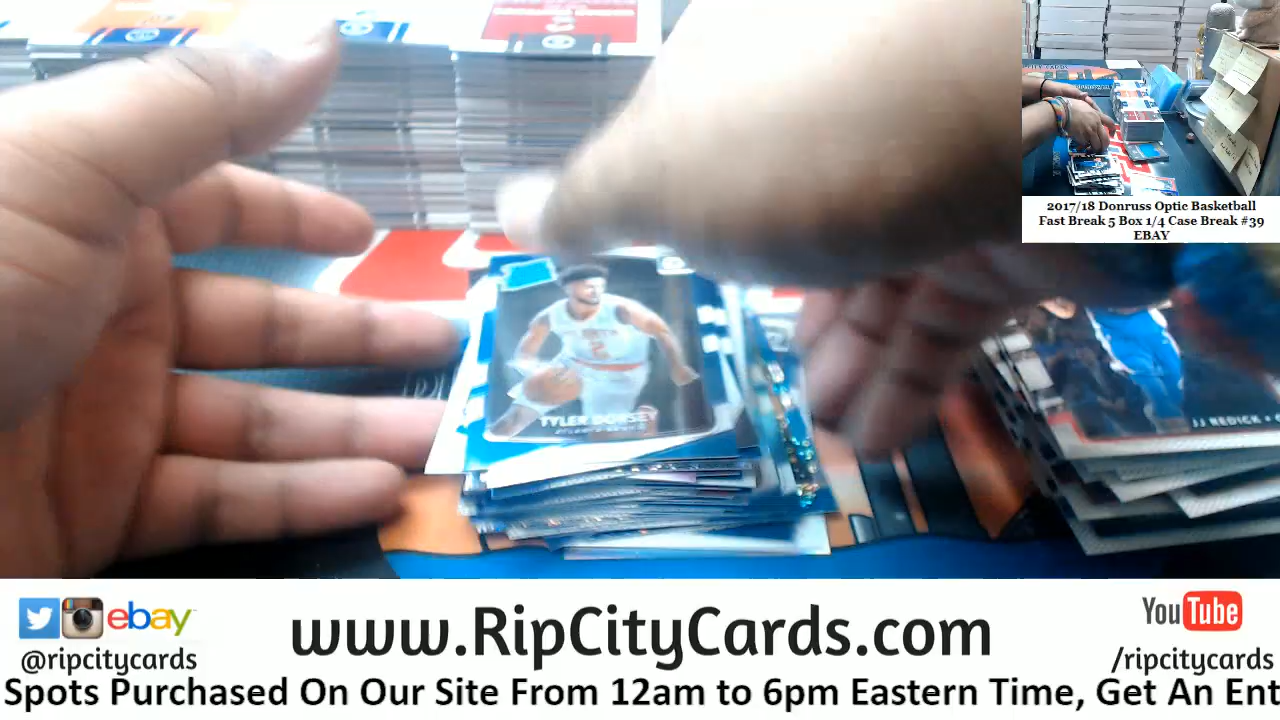 2017/18 Donruss Optic Basketball
Fast Break 5 Box 1/4 Case Break #39
EBAY
TYLER DORSEY
JJ REDICK
ebay
@ripcitycards
www.RipCityCards.com
YouTube
/ripcitycards
Spots Purchased On Our Site From 12am to 6pm Eastern Time, Get An Ent